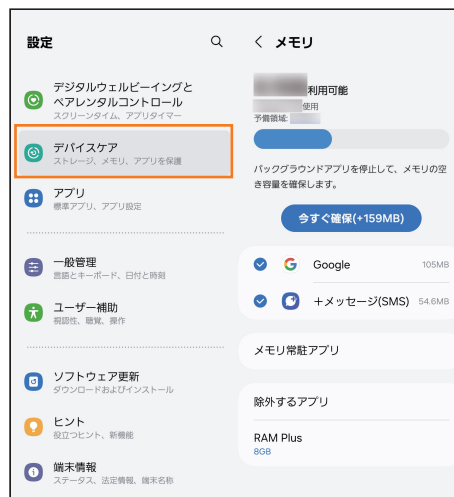 設定
デジタルウェルビーイングと
ペアレンタルコントロール
スクリーンタイム、アプリタイマー
デバイスケア
ストレージ、メモリ、アプリを保護
アプリ
標準アプリ、アプリ設定
一般管理
言語とキーボード、日付と時刻
ユーザー補助
視認性、聴覚、操作
ソフトウェア更新
ダウンロードおよびインストール
ヒント
役立つヒント、新機能
端末情報
ステータス、法定情報、端末名称
メモリ
利用可能
使用
予備領域:
バックグラウンドアプリを停止して、メモリの空
き容量を確保します。
今すぐ確保(+159MB)
Google 105MB
+メッセージ(SMS) 54.6MB
メモリ常駐アプリ
除外するアプリ
RAM Plus
8GB